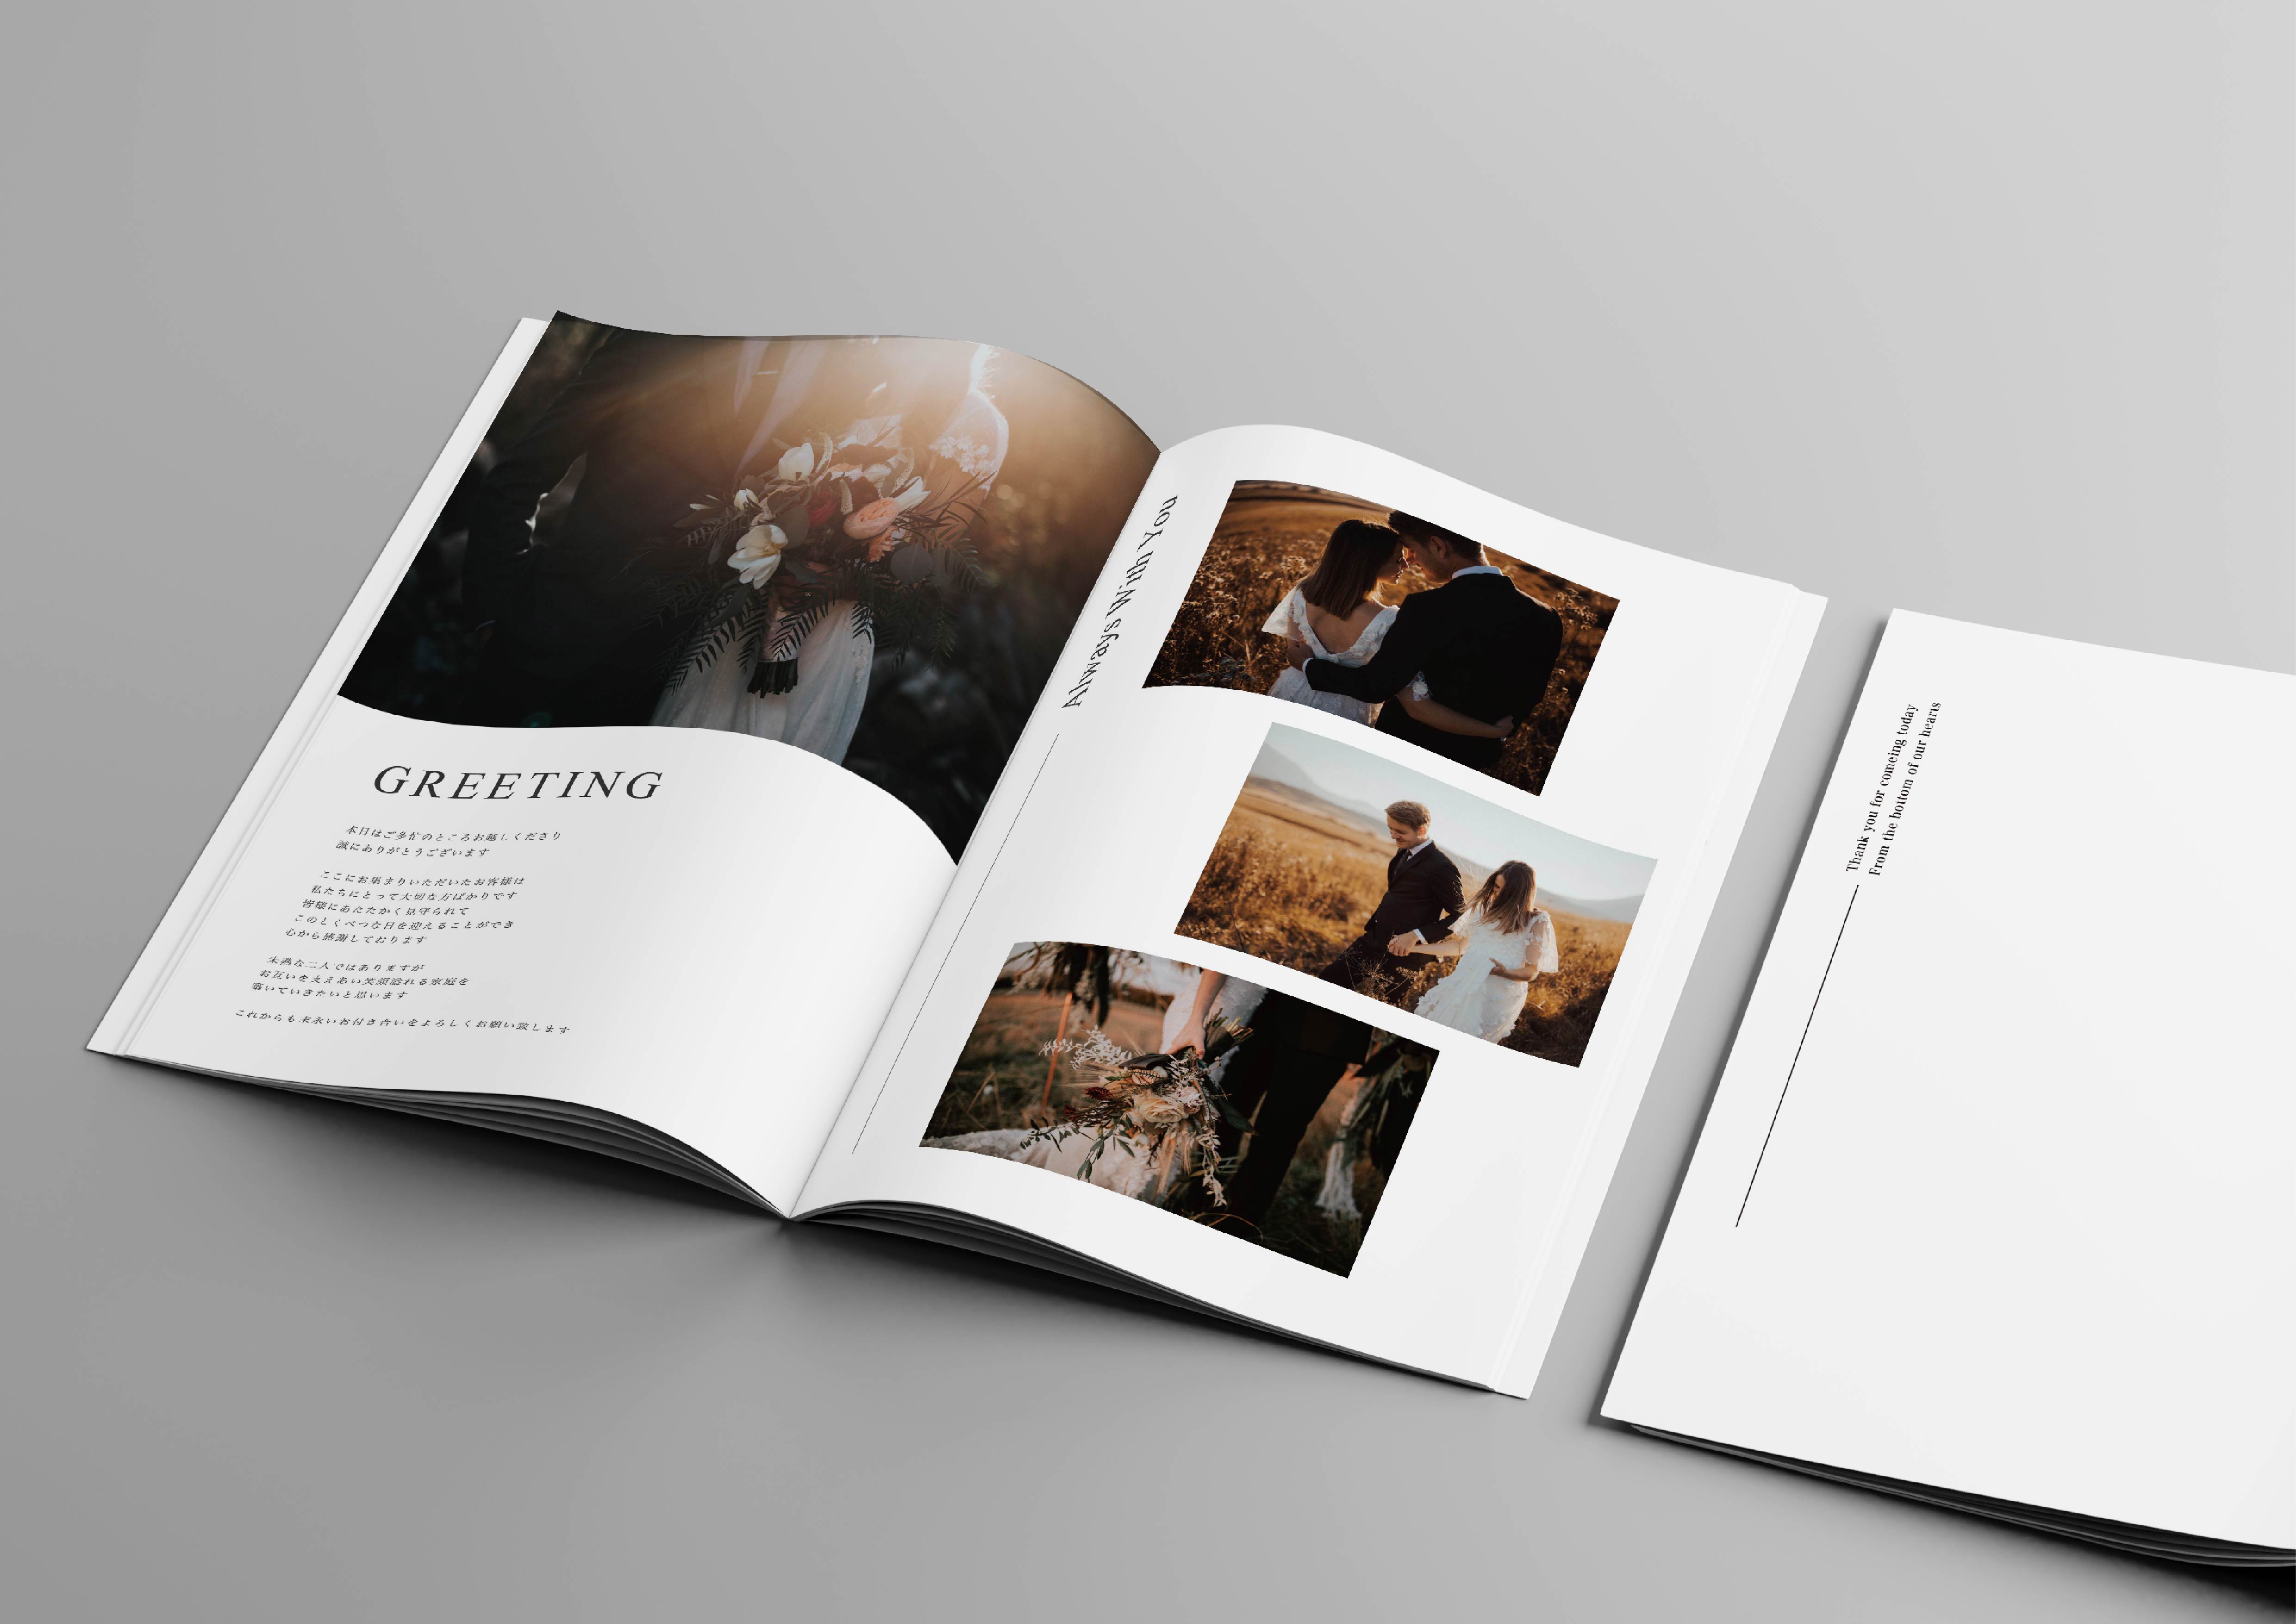 GREETING
本日はご多忙のところお越しくださり
誠にありがとうございます
ここにお集まりいただいたお客様は
私たちにとって大切な方ばかりです
皆様にあたたかく見守られて
このとくべつな日を迎えることができ
心から感謝しております
未熟な二人ではありますが
お互いを支えあい笑顔溢れる家庭を
築いていきたいと思います
これからも末永いお付き合いをよろしくお願い致します
Always With You
Thank you for comeing today
From the bottom of our hearts